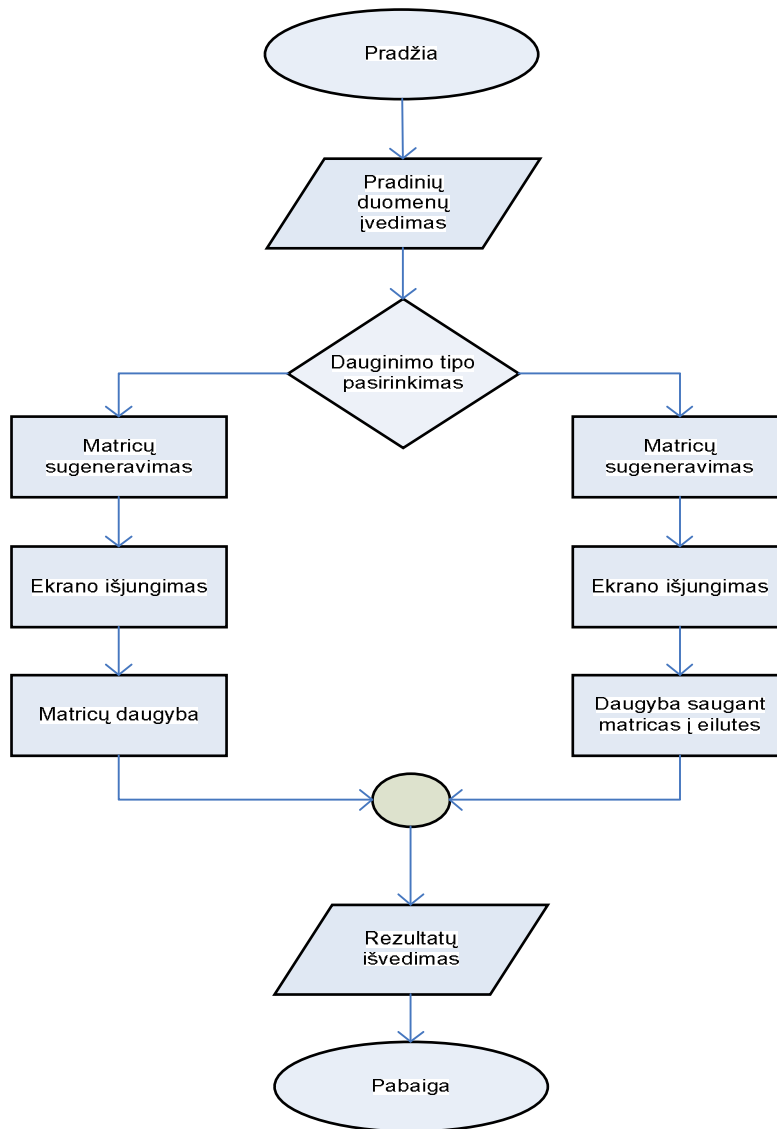 Pradžia
Pradinių
duomenų
įvedimas
Dauginimo tipo
pasirinkimas
Matricų
sugeneravimas
Ekrano išjungimas
Matricų daugyba
Matricų
sugeneravimas
Ekrano išjungimas
Daugyba saugant
matricas į eilutes
Rezultatų
išvedimas
Pabaiga